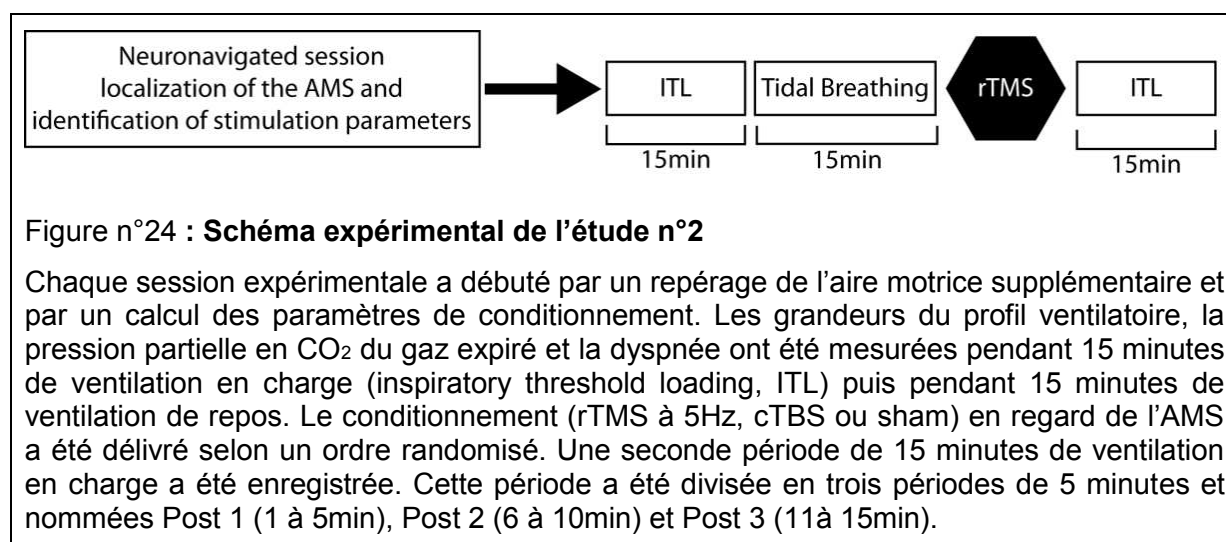 Neuronavigated session
localization of the AMS and
identification of stimulation parameters
ITL
Tidal Breathing
rTMS
ITL
15min
15min
15min
Figure n°24 : Schéma expérimental de l'étude n°2
Chaque session expérimentale a débuté par un repérage de l'aire motrice supplémentaire et
par un calcul des paramètres de conditionnement. Les grandeurs du profil ventilatoire, la
pression partielle en CO2 du gaz expiré et la dyspnée ont été mesurées pendant 15 minutes
de ventilation en charge (inspiratory threshold loading, ITL) puis pendant 15 minutes de
ventilation de repos. Le conditionnement (rTMS à 5Hz, cTBS ou sham) en regard de l'AMS
a été délivré selon un ordre randomisé. Une seconde période de 15 minutes de ventilation
en charge a été enregistrée. Cette période a été divisée en trois périodes de 5 minutes et
nommées Post 1 (1 à 5min), Post 2 (6 à 10min) et Post 3 (11à 15min).